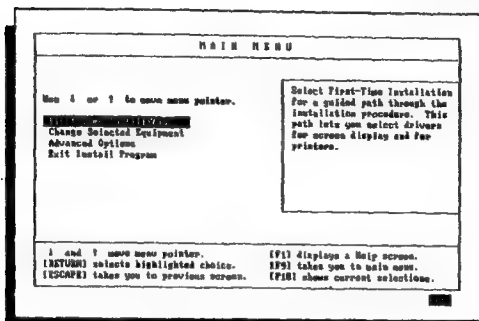 MAIN MENU
Use ↓ or ↑ to move menu pointer.
Change Selected Equipment
Advanced Options
Exit Install Program
Select First-Time Installation
for a guided path through the
installation procedure. This
path lets you select drivers
for screen display and for
printers.
↓ and ↑ move menu pointer.
[RETURN] selects highlighted choice.
[ESCAPE] takes you to previous screen.
[F1] displays a Help screen.
[F9] takes you to main menu.
[F10] shows current selections.